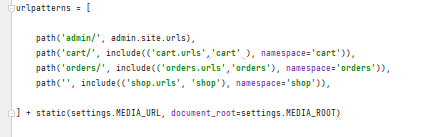 urlpatterns = [
path('admin/', admin.site.urls),
path('cart/', include(('cart.urls','cart' ), namespace='cart')),
path('orders/', include(('orders.urls','orders'), namespace='orders')),
path('', include(('shop.urls', 'shop'), namespace='shop')),
] + static(settings.MEDIA_URL, document_root=settings.MEDIA_ROOT)